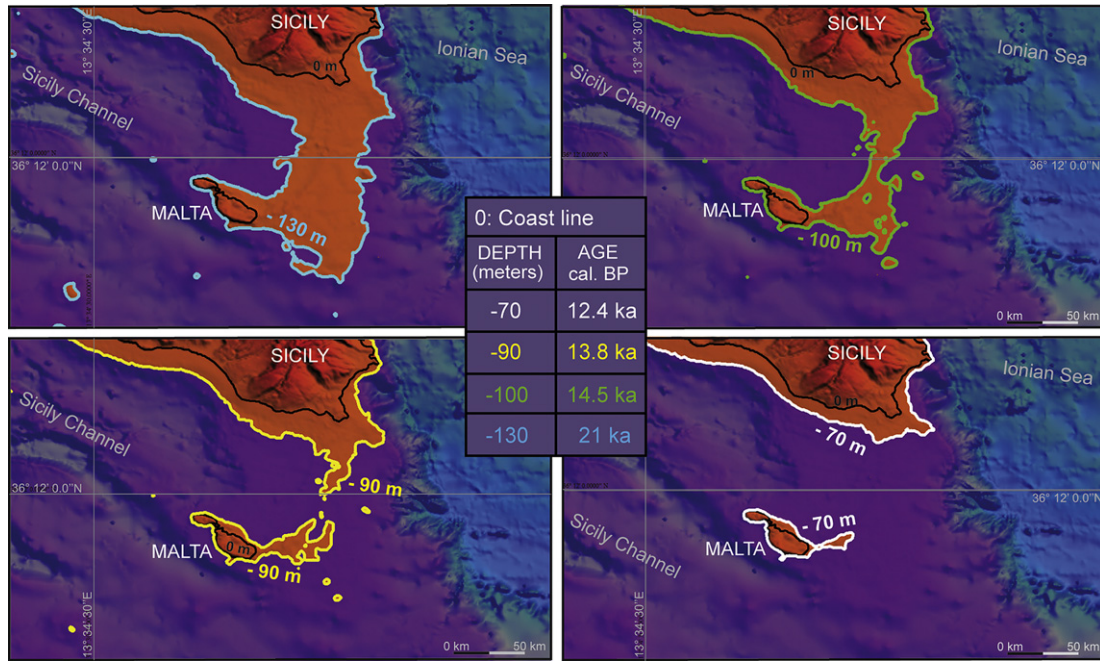 SICILY
13° 34' 30"E
0 m
Ionian Sea
Sicily Channel
36° 12' 0.0"N
MALTA
- 130 m
SICILY
13° 34' 30"E
0 m
Ionian Sea
Sicily Channel
36° 12' 0.0"N
MALTA
- 100 m
0 km 50 km
0: Coast line
DEPTH (meters) AGE cal. BP
-70 12.4 ka
-90 13.8 ka
-100 14.5 ka
-130 21 ka
SICILY
0 m
Sicily Channel
36° 12' 0.0"N
- 90 m
MALTA
0 m
- 90 m
13° 34' 30"E
0 km 50 km
SICILY
0 m
Ionian Sea
- 70 m
36° 12' 0.0"N
- 70 m
Sicily Channel
MALTA
13° 34' 30"E
0 km 50 km